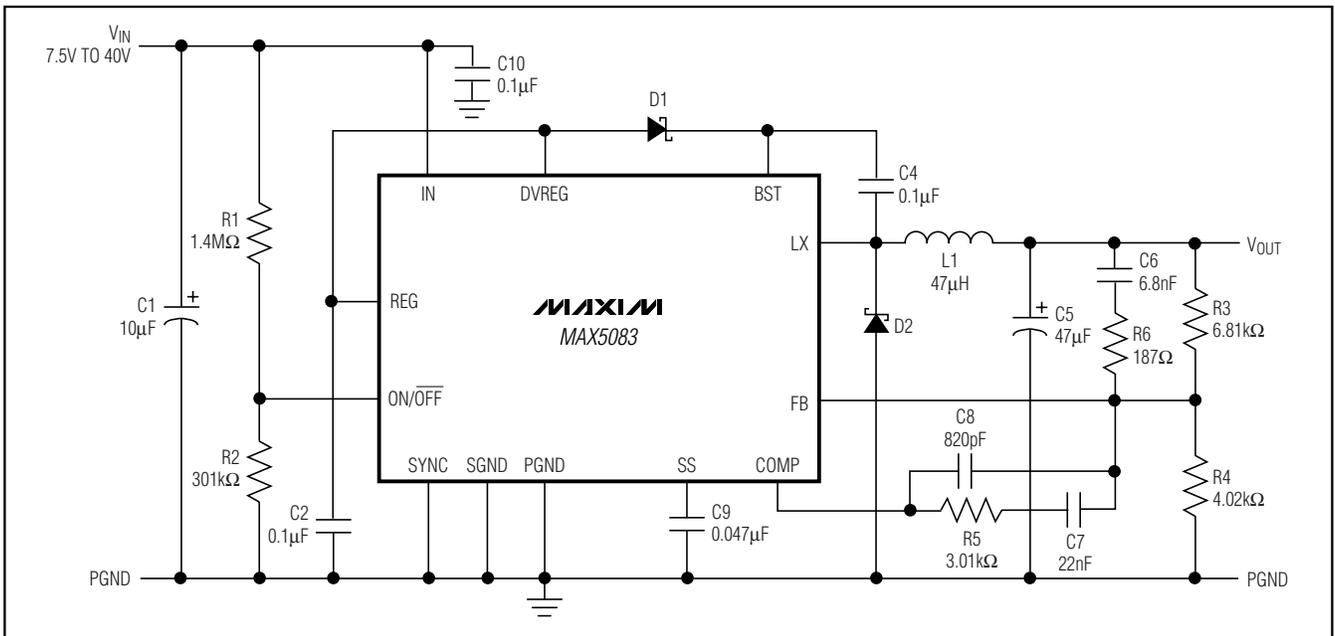 VIN
7.5V TO 40V
C10
0.1µF
D1
IN
DVREG
BST
C4
0.1µF
R1
1.4MΩ
LX
L1
47µH
VOUT
C6
6.8nF
C1
10µF
+
REG
MAXIM
MAX5083
D2
+
C5
47µF
R6
187Ω
R3
6.81kΩ
ON/OFF
FB
R2
301kΩ
SYNC
SGND
PGND
SS
COMP
C8
820pF
R4
4.02kΩ
C2
0.1µF
C9
0.047µF
R5
3.01kΩ
C7
22nF
PGND
PGND